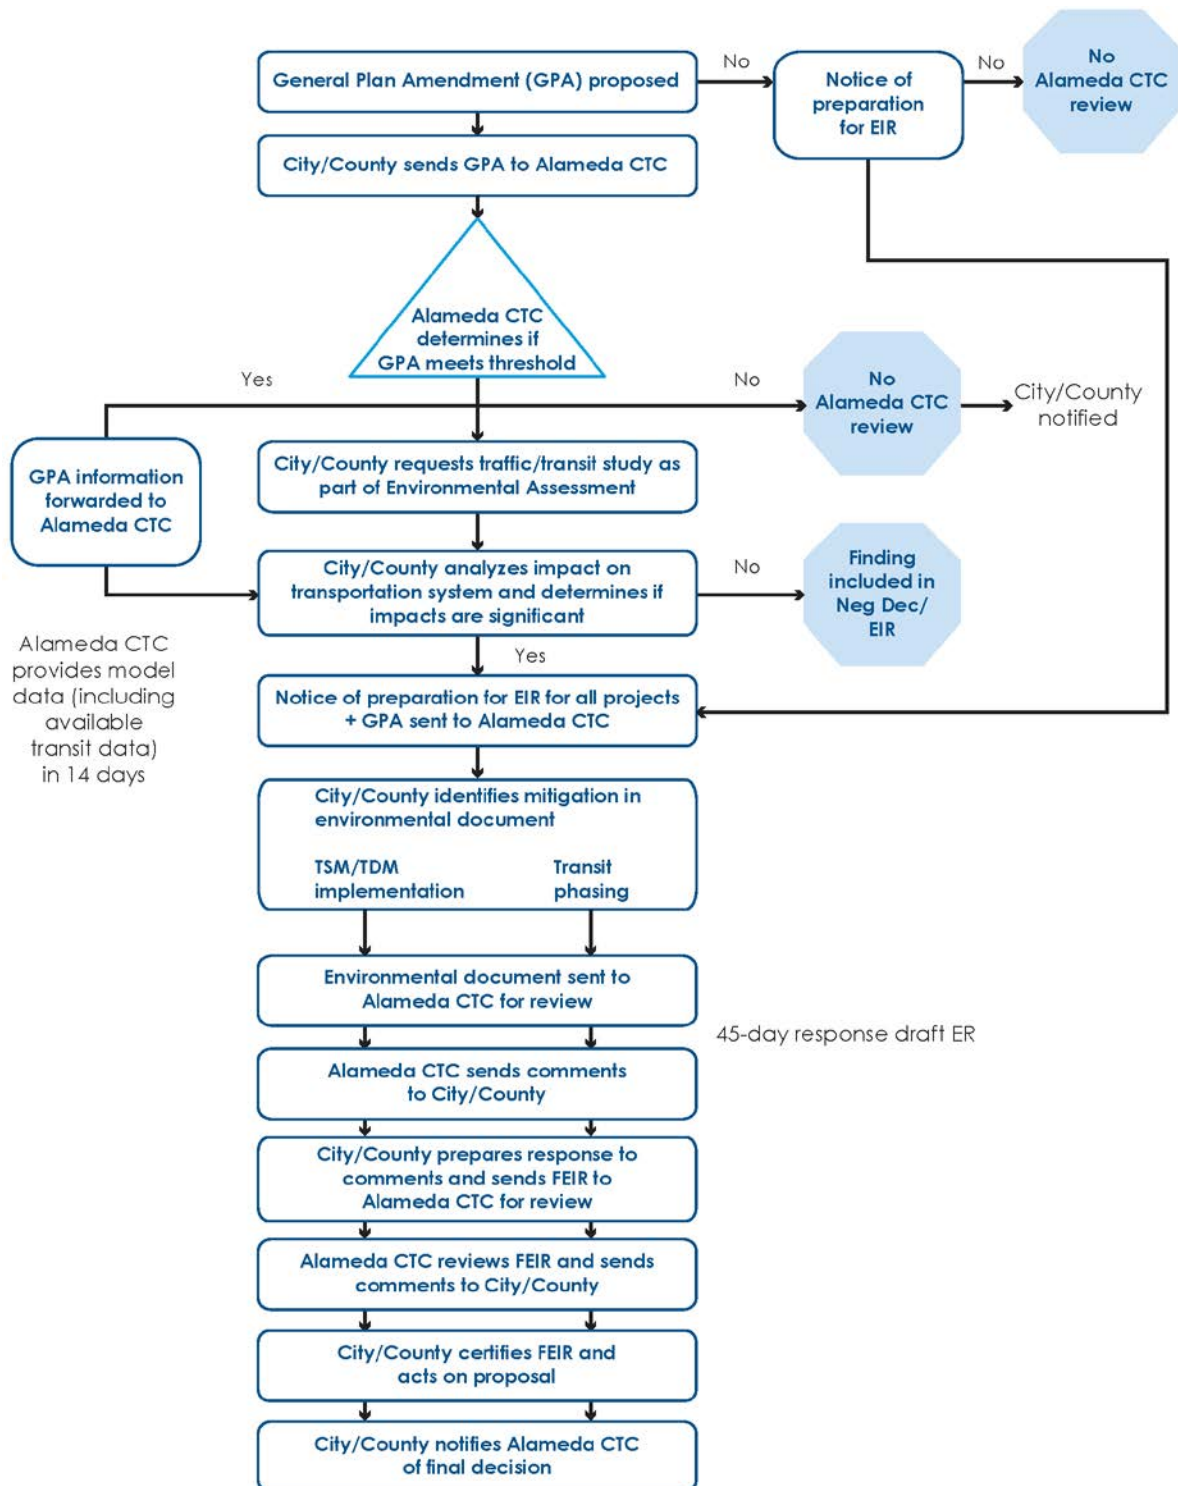 General Plan Amendment (GPA) proposed
No
Notice of
preparation
for EIR
No
No
Alameda CTC
review
City/County sends GPA to Alameda CTC
Alameda CTC
determines if
GPA meets threshold
Yes
No
No
Alameda CTC
review
City/County
notified
GPA information
forwarded to
Alameda CTC
City/County requests traffic/transit study as
part of Environmental Assessment
City/County analyzes impact on
transportation system and determines if
impacts are significant
No
Finding
included in
Neg Dec/
EIR
Alameda CTC
provides model
data (including
available
transit data)
in 14 days
Yes
Notice of preparation for EIR for all projects
+ GPA sent to Alameda CTC
City/County identifies mitigation in
environmental document
TSM/TDM
implementation
Transit
phasing
Environmental document sent to
Alameda CTC for review
45-day response draft ER
Alameda CTC sends comments
to City/County
City/County prepares response to
comments and sends FEIR to
Alameda CTC for review
Alameda CTC reviews FEIR and sends
comments to City/County
City/County certifies FEIR and
acts on proposal
City/County notifies Alameda CTC
of final decision